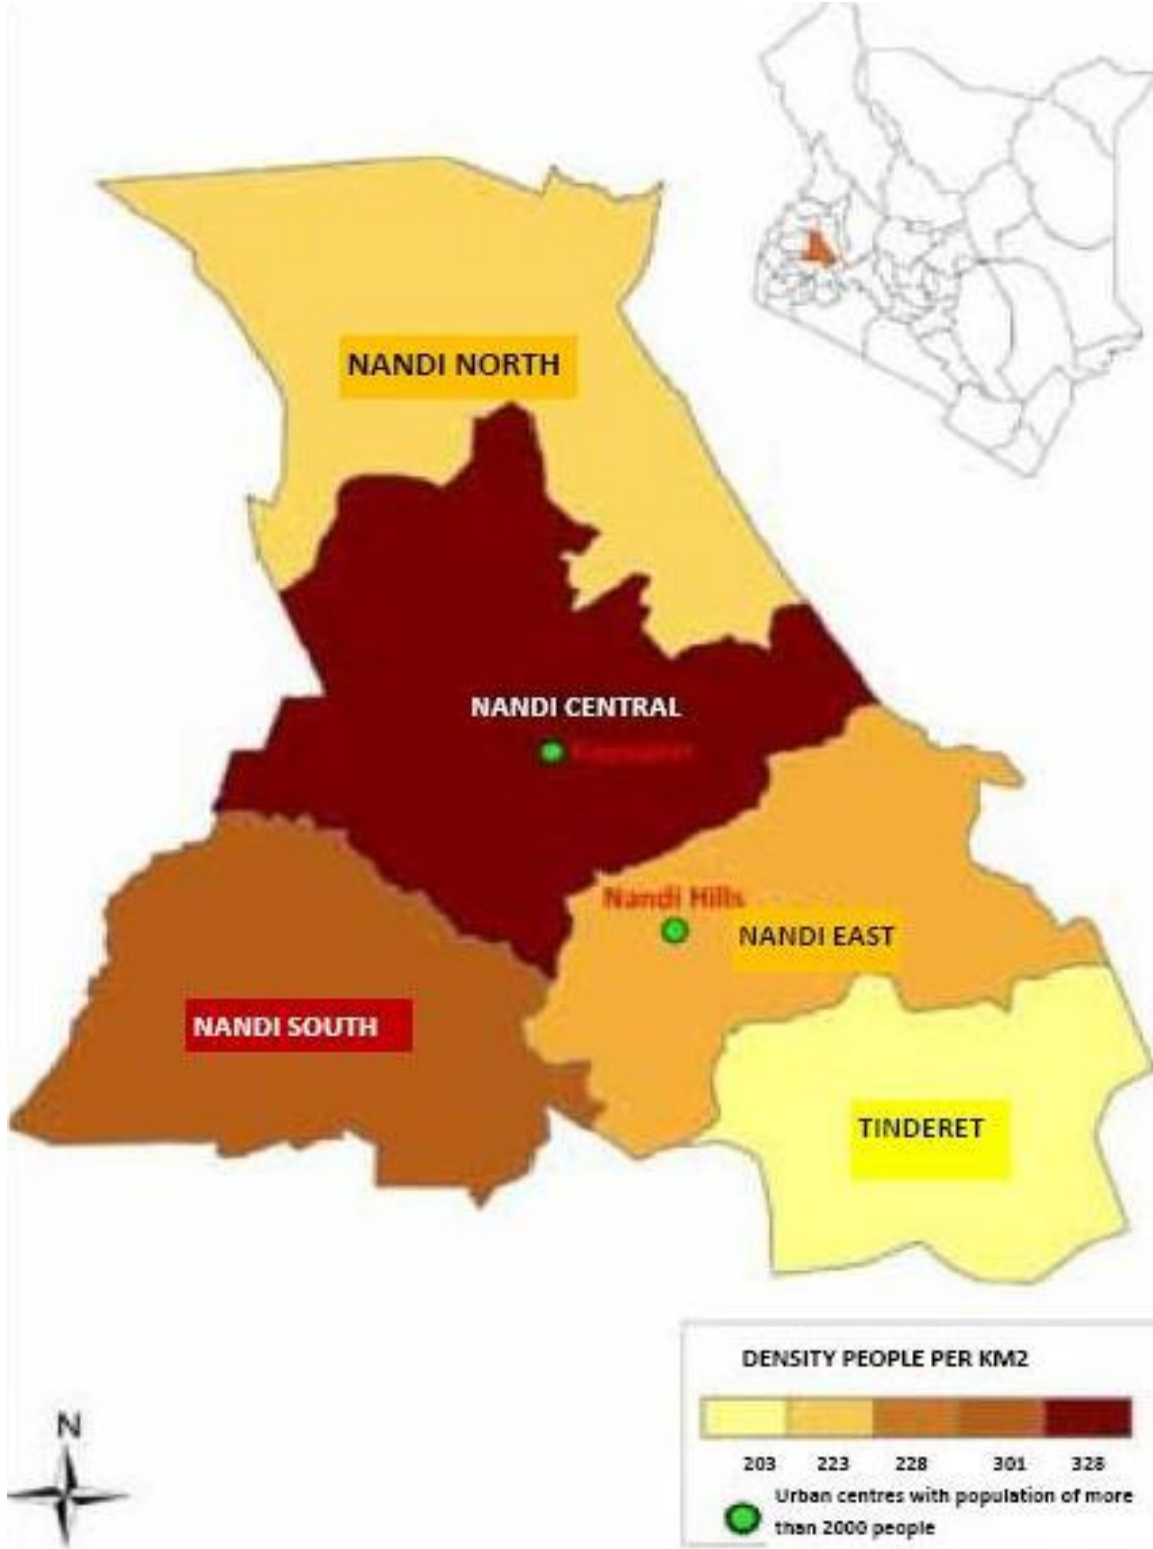 NANDI NORTH
NANDI CENTRAL
Nandi Hills
NANDI EAST
NANDI SOUTH
TINDERET
DENSITY PEOPLE PER KM2
203 223 228 301 328
Urban centres with population of more
than 2000 people
N